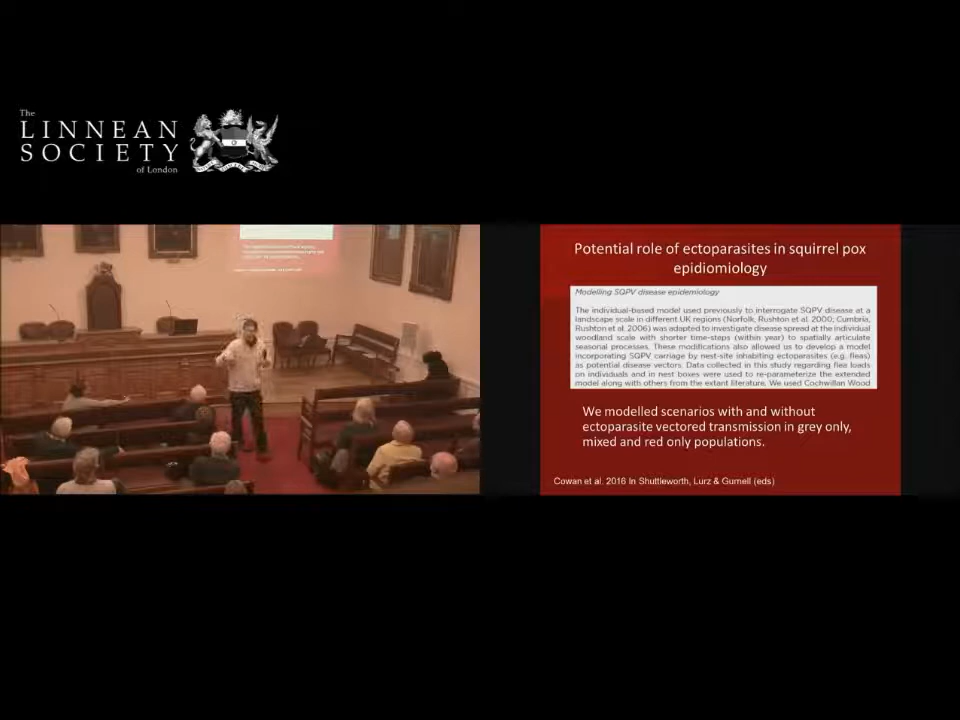 The
LINNEAN
SOCIETY
of London
Potential role of ectoparasites in squirrel pox
epidiomiology
Modelling SQPV disease epidemiology
The individual-based model used previously to interrogate SQPV disease at a
landscape scale in different UK regions (Norfolk, Rushton et al. 2000; Cumbria,
Rushton et al. 2006) was adapted to investigate disease spread at the individual
woodland scale with shorter time-steps (within year) to spatially articulate
seasonal processes. These modifications also allowed us to develop a model
incorporating SQPV carriage by nest-site inhabiting ectoparasites (e.g. fleas)
as potential disease vectors. Data collected in this study regarding flea loads
on individuals and in nest boxes were used to re-parameterize the extended
model along with others from the extant literature. We used Cochwillan Wood
We modelled scenarios with and without
ectoparasite vectored transmission in grey only,
mixed and red only populations.
Cowan et al. 2016 In Shuttleworth, Lurz & Gurnell (eds)